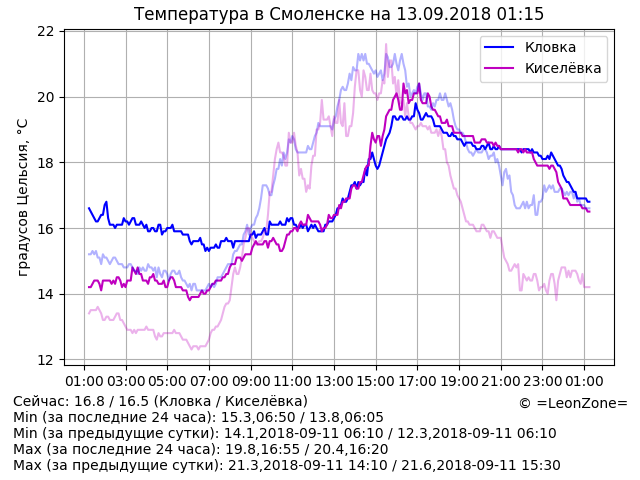 Температура в Смоленске на 13.09.2018 01:15
градусов Цельсия, °C
22
20
18
16
14
12
Кловка
Киселёвка
01:00 03:00 05:00 07:00 09:00 11:00 13:00 15:00 17:00 19:00 21:00 23:00 01:00
Сейчас: 16.8 / 16.5 (Кловка / Киселёвка)
© =LeonZone=
Min (за последние 24 часа): 15.3,06:50 / 13.8,06:05
Min (за предыдущие сутки): 14.1,2018-09-11 06:10 / 12.3,2018-09-11 06:10
Max (за последние 24 часа): 19.8,16:55 / 20.4,16:20
Max (за предыдущие сутки): 21.3,2018-09-11 14:10 / 21.6,2018-09-11 15:30